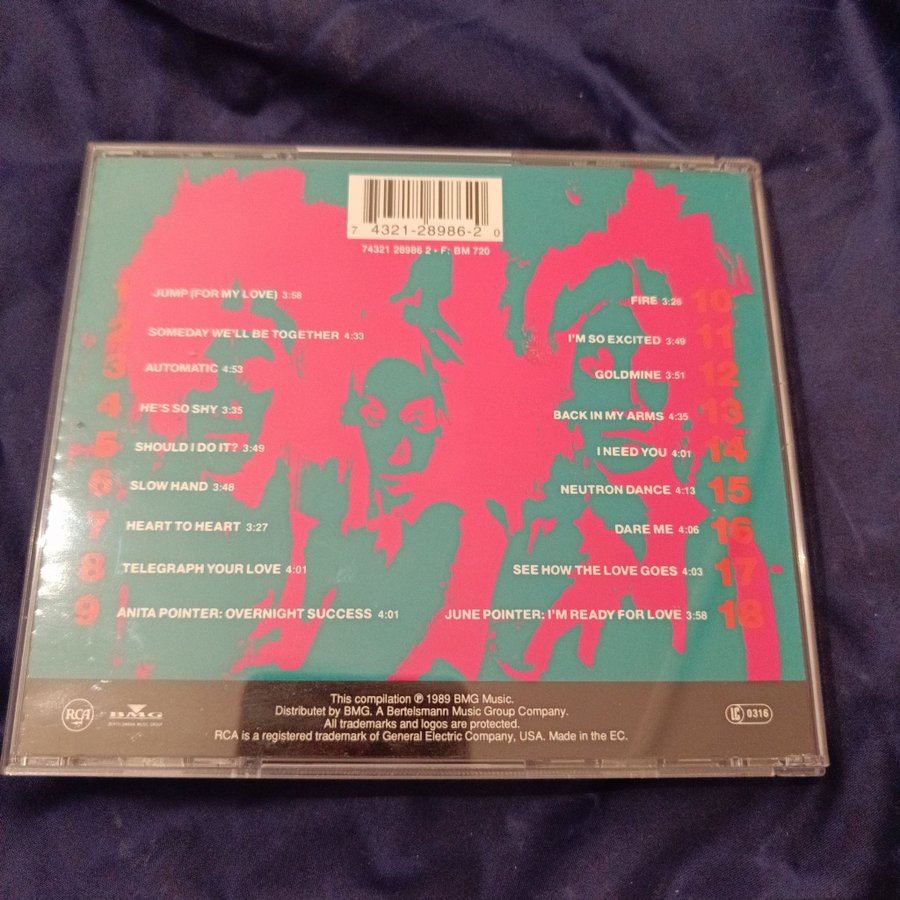 7 4321-28986-2 0
74321 28986 2 • F: BM 720
1 JUMP (FOR MY LOVE) 3:58
2 SOMEDAY WE'LL BE TOGETHER 4:33
3 AUTOMATIC 4:53
4 HE'S SO SHY 3:35
5 SHOULD I DO IT? 3:49
6 SLOW HAND 3:48
7 HEART TO HEART 3:27
8 TELEGRAPH YOUR LOVE 4:01
9 ANITA POINTER: OVERNIGHT SUCCESS 4:01
FIRE 3:26 10
I'M SO EXCITED 3:49 11
GOLDMINE 3:51 12
BACK IN MY ARMS 4:35 13
I NEED YOU 4:01 14
NEUTRON DANCE 4:13 15
DARE ME 4:06 16
SEE HOW THE LOVE GOES 4:03 17
JUNE POINTER: I'M READY FOR LOVE 3:58 18
RCA
BMG
BERTELSMANN MUSIC GROUP
This compilation ℗ 1989 BMG Music.
Distributet by BMG. A Bertelsmann Music Group Company.
All trademarks and logos are protected.
RCA is a registered trademark of General Electric Company, USA. Made in the EC.
LC 0316